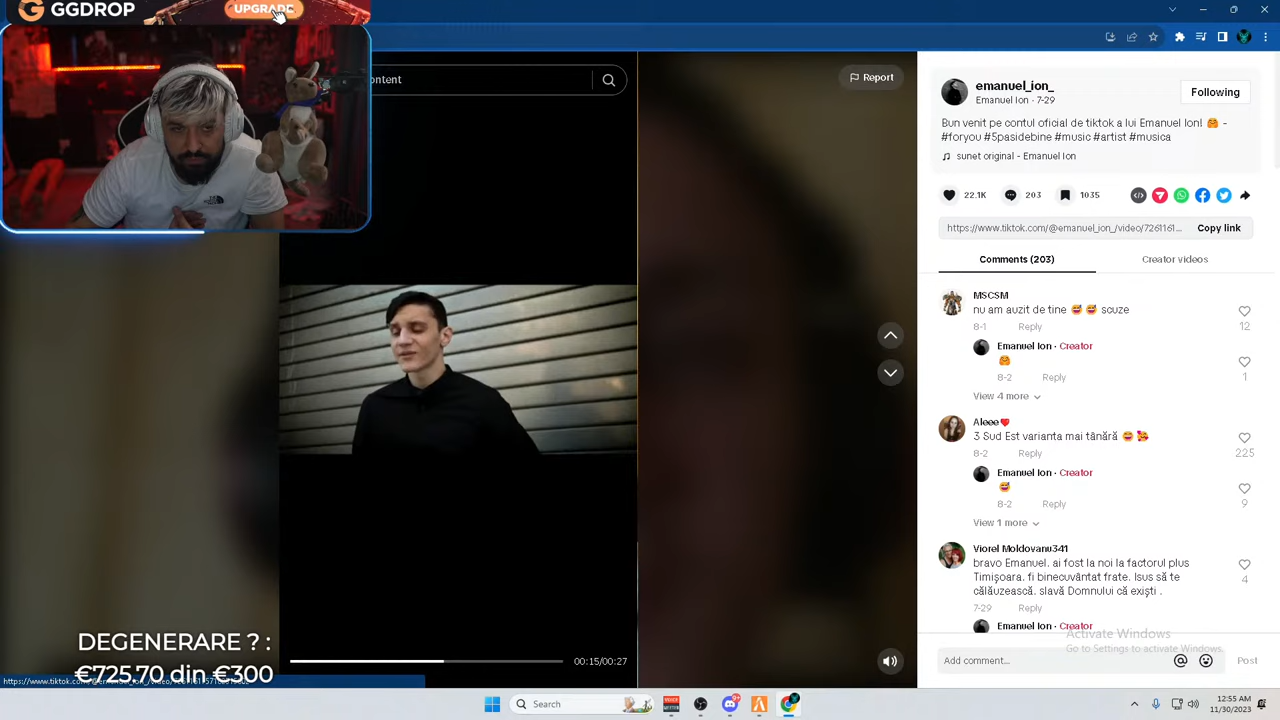 GGDROP
UPGRADE
ontent
Report
emanuel_ion_
Emanuel Ion · 7-29
Following
Bun venit pe contul oficial de tiktok a lui Emanuel Ion! 🤗 -
#foryou #5pasidebine #music #artist #musica
sunet original - Emanuel Ion
22.1K
203
1035
https://www.tiktok.com/@emanuel_ion_/video/7261161...
Copy link
Comments (203)
Creator videos
MSCSM
nu am auzit de tine 😅 😅 scuze
8-1
Reply
12
Emanuel Ion · Creator
🤗
8-2
Reply
1
View 4 more
Aleee❤️
3 Sud Est varianta mai tânără 😄 🥰
8-2
Reply
225
Emanuel Ion · Creator
😅
8-2
Reply
9
View 1 more
Viorel Moldovanu341
bravo Emanuel. ai fost la noi la factorul plus
Timișoara. fi binecuvântat frate. Isus să te
călăuzească. slavă Domnului că exiști .
4
7-29
Reply
Emanuel Ion · Creator
Activate Windows
Go to Settings to activate Windows.
Add comment...
Post
00:15/00:27
DEGENERARE ? :
€725.70 din €300
Search
12:55 AM
11/30/2023